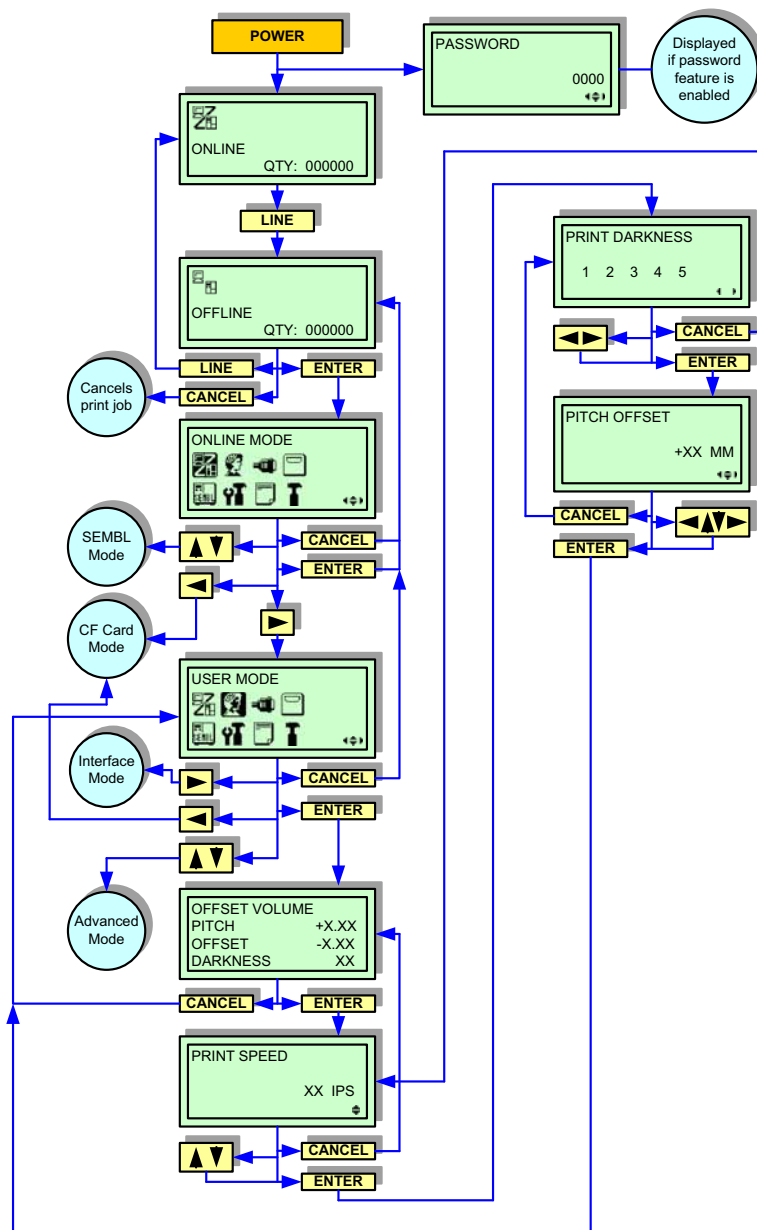 POWER
PASSWORD
0000
Displayed
if password
feature is
enabled
ONLINE
QTY: 000000
LINE
OFFLINE
QTY: 000000
LINE
ENTER
CANCEL
Cancels
print job
PRINT DARKNESS
1 2 3 4 5
CANCEL
ENTER
PITCH OFFSET
+XX MM
CANCEL
ENTER
ONLINE MODE
SEMBL
CANCEL
ENTER
SEMBL
Mode
CF Card
Mode
USER MODE
SEMBL
CANCEL
ENTER
Interface
Mode
Advanced
Mode
OFFSET VOLUME
PITCH +X.XX
OFFSET -X.XX
DARKNESS XX
CANCEL
ENTER
PRINT SPEED
XX IPS
CANCEL
ENTER